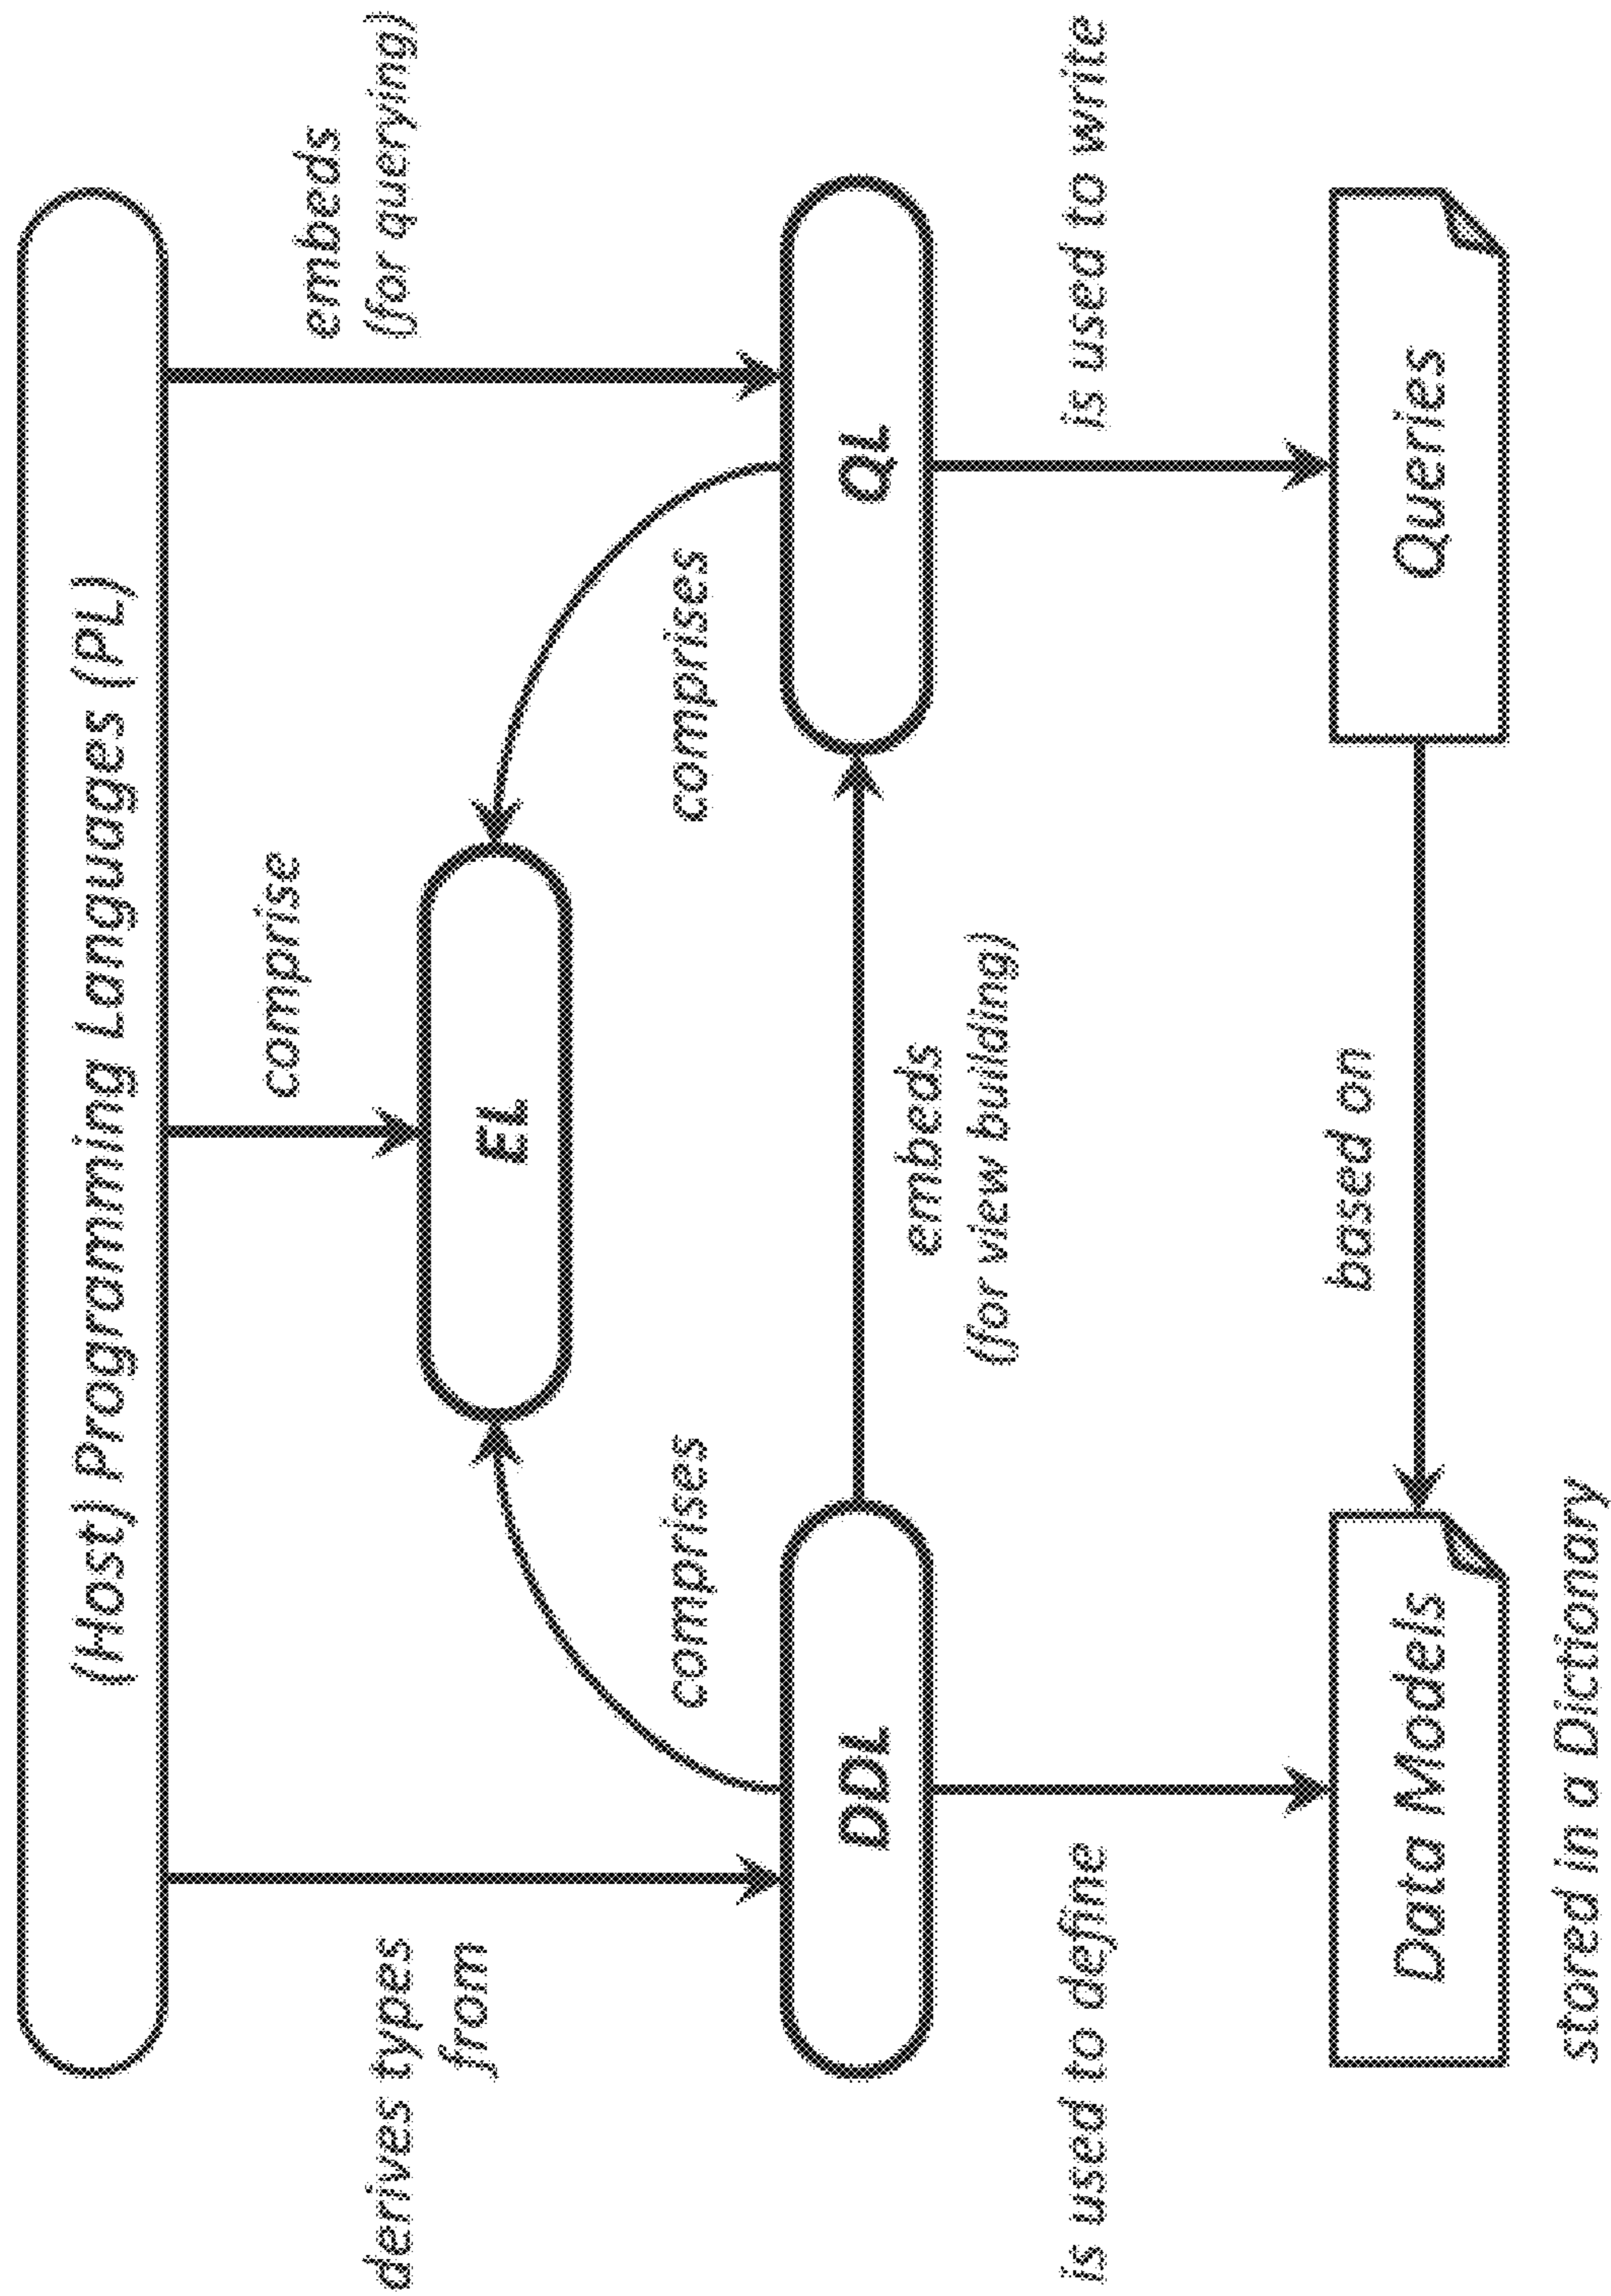 (Host) Programming Languages (PL)
derives types
from
comprise
embeds
(for querying)
EL
comprises
comprises
DDL
QL
embeds
(for view building)
is used to define
is used to write
based on
Data Models
Queries
stored in a Dictionary